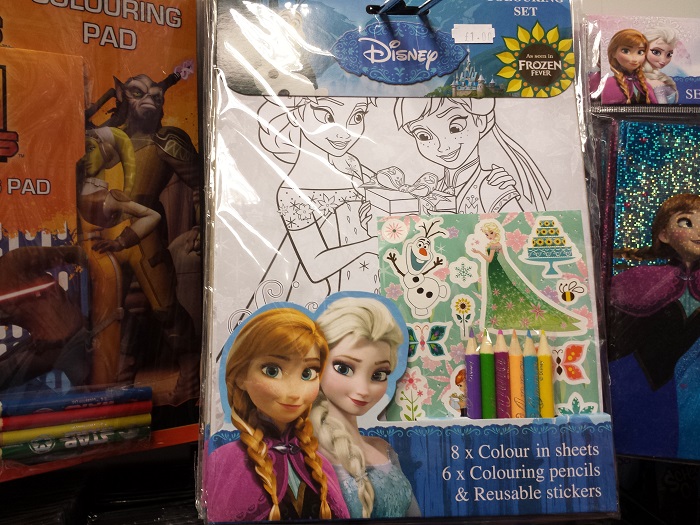 COLOURING
PAD
PAD
COLOURING
SET
£1.00
Disney
As seen in
FROZEN
FEVER
SE
8 x Colour in sheets
6 x Colouring pencils
& Reusable stickers